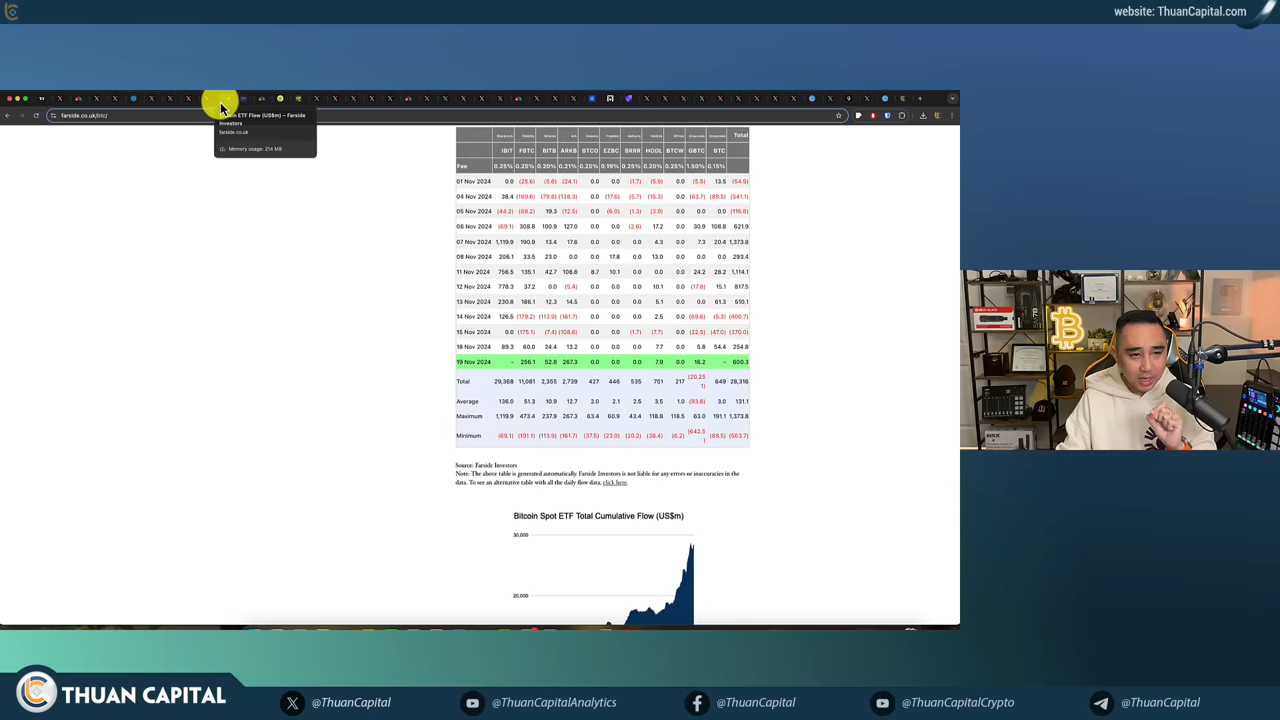 website: ThuanCapital.com
farside.co.uk/btc/
in ETF Flow (US$m) – Farside
Investors
farside.co.uk
Memory usage: 214 MB
Total
IBIT FBTC BITB ARKB BTCO EZBC BRRR HODL BTCW GBTC BTC
Fee 0.25% 0.25% 0.20% 0.21% 0.25% 0.19% 0.25% 0.20% 0.25% 1.50% 0.15%
01 Nov 2024 0.0 (25.6) (5.6) (24.1) 0.0 0.0 (1.7) (5.9) 0.0 (5.5) 13.5 (54.9)
04 Nov 2024 38.4 (169.6) (79.8) (138.3) 0.0 (17.6) (5.7) (15.3) 0.0 (63.7) (89.5) (541.1)
05 Nov 2024 (44.2) (68.2) 19.3 (12.5) 0.0 (6.0) (1.3) (3.9) 0.0 0.0 0.0 (116.8)
06 Nov 2024 (69.1) 308.8 100.9 127.0 0.0 0.0 (2.6) 17.2 0.0 30.9 108.8 621.9
07 Nov 2024 1,119.9 190.9 13.4 17.6 0.0 0.0 0.0 4.3 0.0 7.3 20.4 1,373.8
08 Nov 2024 206.1 33.5 23.0 0.0 0.0 17.8 0.0 13.0 0.0 0.0 0.0 293.4
11 Nov 2024 756.5 135.1 42.7 108.6 8.7 10.1 0.0 0.0 0.0 24.2 28.2 1,114.1
12 Nov 2024 778.3 37.2 0.0 (5.4) 0.0 0.0 0.0 10.1 0.0 (17.8) 15.1 817.5
13 Nov 2024 230.8 186.1 12.3 14.5 0.0 0.0 0.0 5.1 0.0 0.0 61.3 510.1
14 Nov 2024 126.5 (179.2) (113.9) (161.7) 0.0 0.0 0.0 2.5 0.0 (69.6) (5.3) (400.7)
15 Nov 2024 0.0 (175.1) (7.4) (108.6) 0.0 0.0 (1.7) (7.7) 0.0 (22.5) (47.0) (370.0)
18 Nov 2024 89.3 60.0 24.4 13.2 0.0 0.0 0.0 7.7 0.0 5.8 54.4 254.8
19 Nov 2024 - 256.1 52.8 267.3 0.0 0.0 0.0 7.9 0.0 16.2 - 600.3
Total 29,368 11,081 2,355 2,739 427 446 535 751 217 (20,251) 649 28,316
Average 136.0 51.3 10.9 12.7 2.0 2.1 2.5 3.5 1.0 (93.8) 3.0 131.1
Maximum 1,119.9 473.4 237.9 267.3 63.4 60.9 43.4 118.8 118.5 63.0 191.1 1,373.8
Minimum (69.1) (191.1) (113.9) (161.7) (37.5) (23.0) (20.2) (38.4) (6.2) (642.5) (89.5) (563.7)
Source: Farside Investors
Note: The above table is generated automatically. Farside Investors is not liable for any errors or inaccuracies in the
data. To see an alternative table with all the daily flow data, click here.
Bitcoin Spot ETF Total Cumulative Flow (US$m)
30,000
20,000
THUAN CAPITAL
@ThuanCapital
@ThuanCapitalAnalytics
@ThuanCapital
@ThuanCapitalCrypto
@ThuanCapital